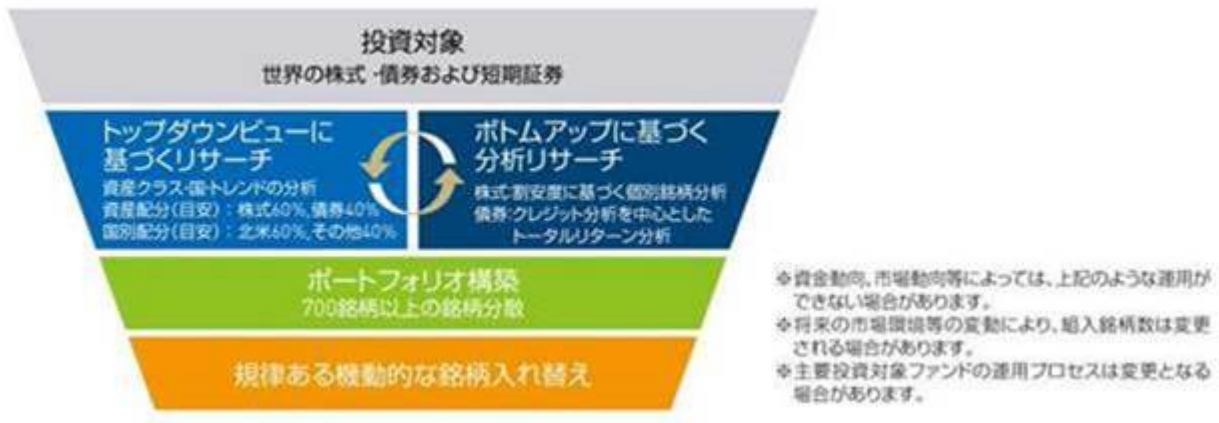 投資対象
世界の株式・債券および短期証券
トップダウンビューに
基づくリサーチ
資産クラス・国・トレンドの分析
資産配分(目安)：株式60%、債券40%
国別配分(目安)：北米60%、その他40%
ボトムアップに基づく
分析リサーチ
株式:割安度に基づく個別銘柄分析
債券:クレジット分析を中心とした
トータルリターン分析
ポートフォリオ構築
700銘柄以上の銘柄分散
規律ある機動的な銘柄入れ替え
※資金動向、市場動向等によっては、上記のような運用が
できない場合があります。
※将来の市場環境等の変動により、組入銘柄数は変更
される場合があります。
※主要投資対象ファンドの運用プロセスは変更となる
場合があります。